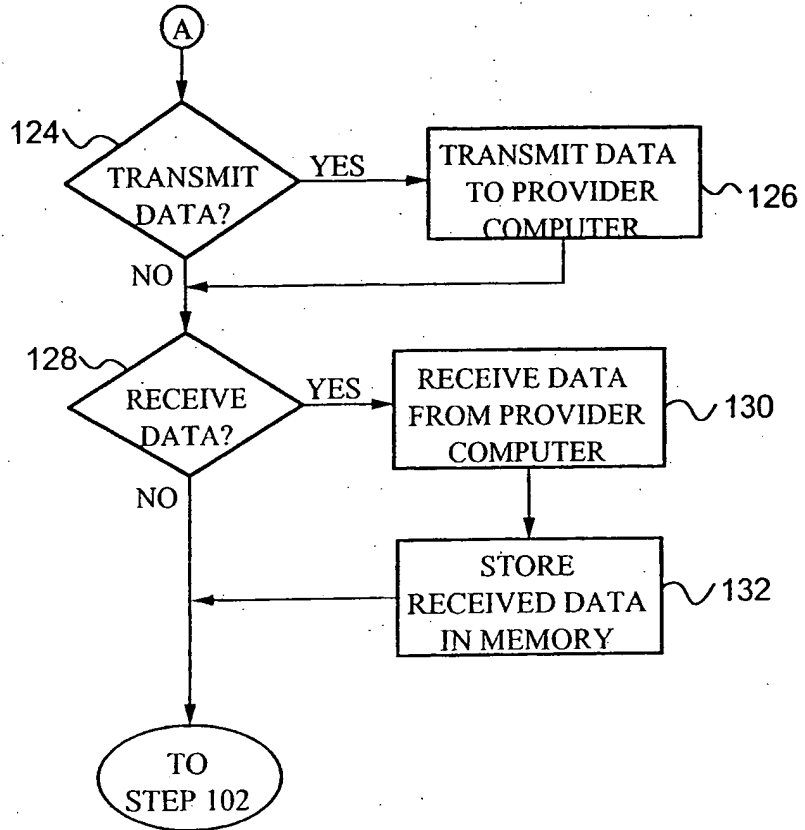 A
124
TRANSMIT
DATA?
YES
TRANSMIT DATA
TO PROVIDER
COMPUTER
126
NO
128
RECEIVE
DATA?
YES
RECEIVE DATA
FROM PROVIDER
COMPUTER
130
NO
STORE
RECEIVED DATA
IN MEMORY
132
TO
STEP 102